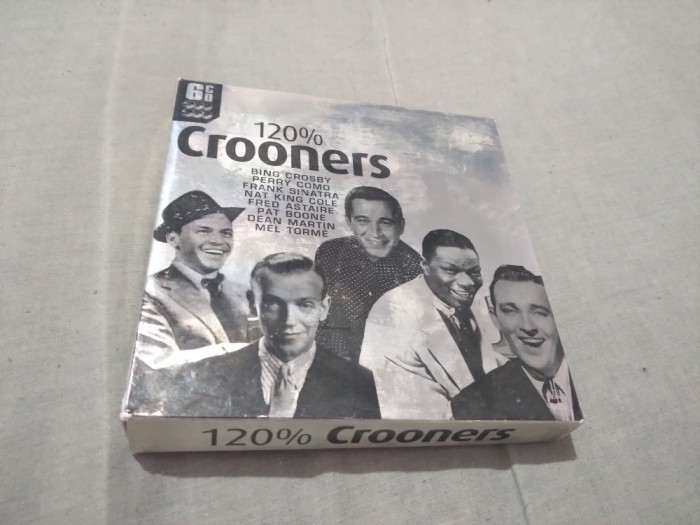 6CD
120%
Crooners
BING CROSBY
PERRY COMO
FRANK SINATRA
NAT KING COLE
FRED ASTAIRE
PAT BOONE
DEAN MARTIN
MEL TORMÉ
120% Crooners